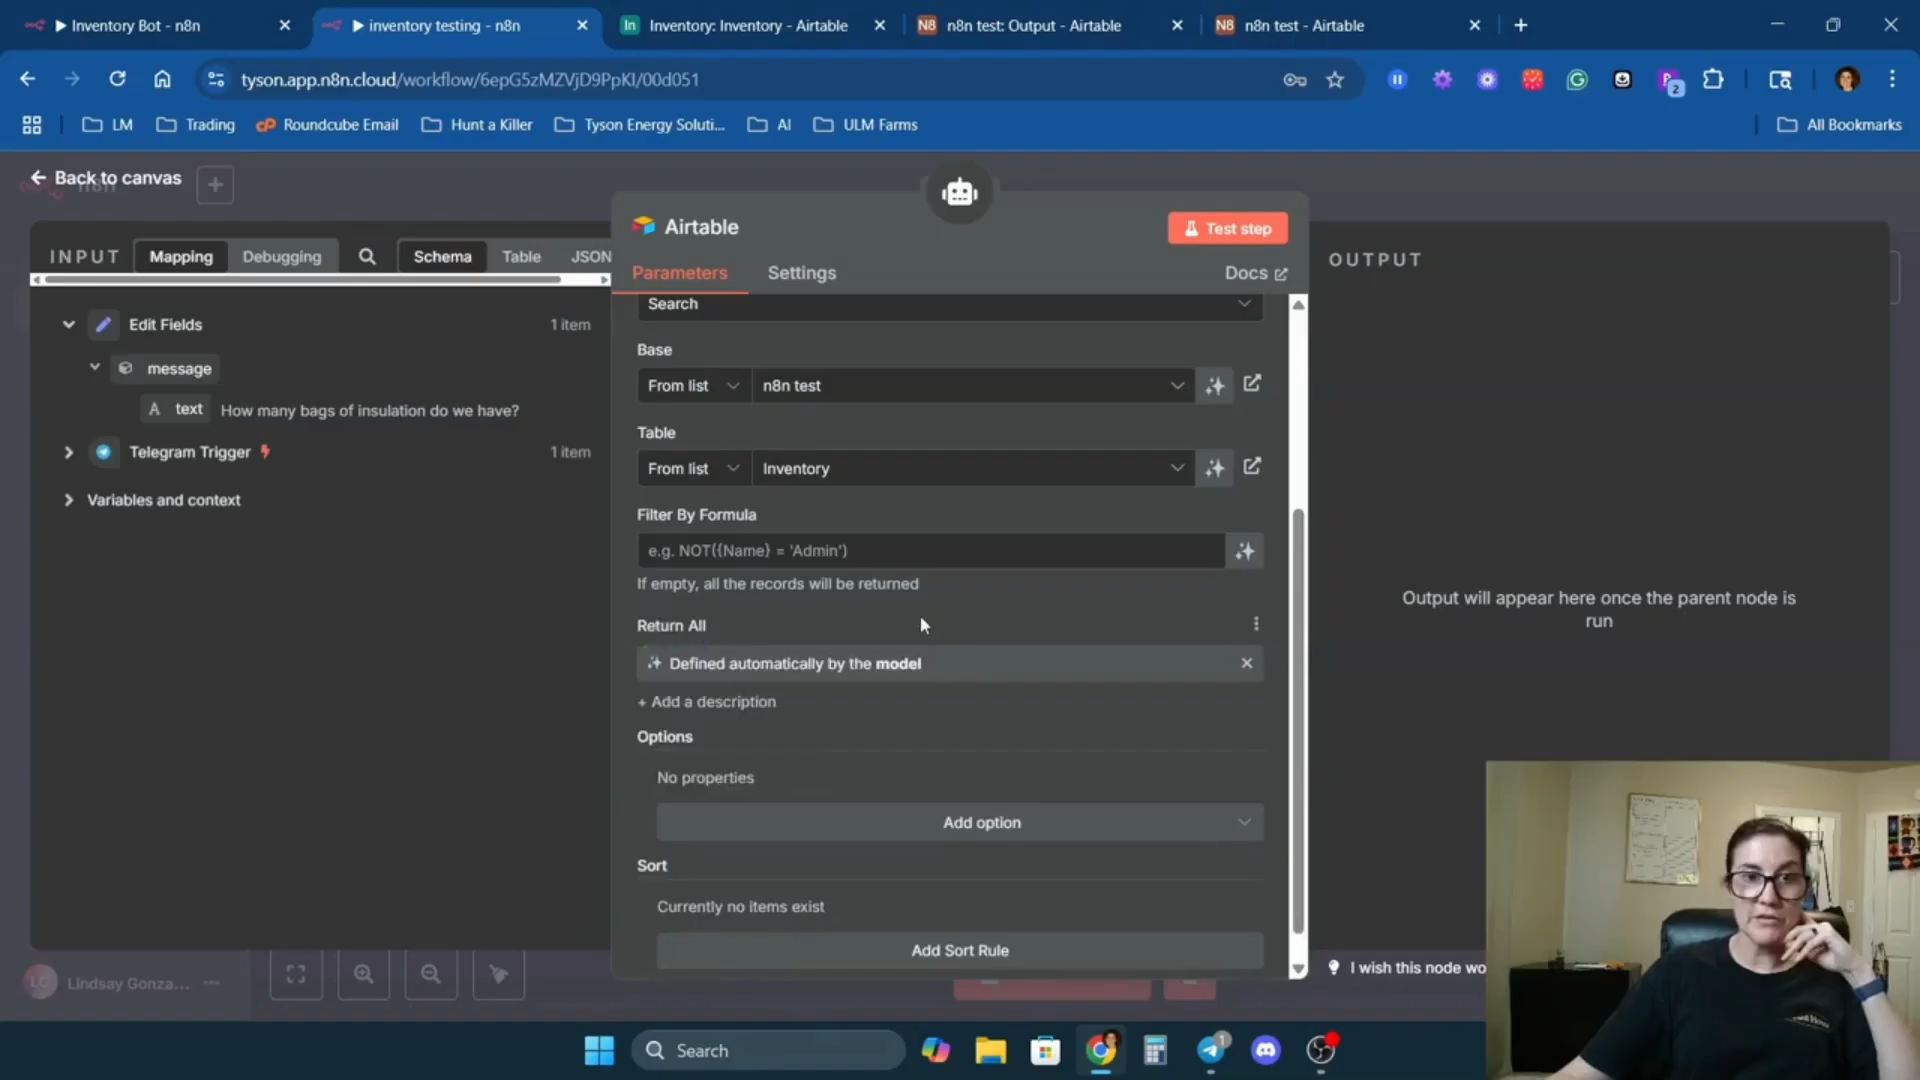 Inventory Bot - n8n
inventory testing - n8n
Inventory: Inventory - Airtable
n8n test: Output - Airtable
n8n test - Airtable
tyson.app.n8n.cloud/workflow/6epG5zMZVjD9PpKI/00d051
LM
Trading
Roundcube Email
Hunt a Killer
Tyson Energy Soluti...
AI
ULM Farms
All Bookmarks
Back to canvas
INPUT
Mapping
Debugging
Schema
Table
JSON
Edit Fields
1 item
message
text
How many bags of insulation do we have?
Telegram Trigger
1 item
Variables and context
Airtable
Test step
Parameters
Settings
Docs
Search
Base
From list
n8n test
Table
From list
Inventory
Filter By Formula
e.g. NOT({Name} = 'Admin')
If empty, all the records will be returned
Return All
Defined automatically by the model
+ Add a description
Options
No properties
Add option
Sort
Currently no items exist
Add Sort Rule
OUTPUT
Output will appear here once the parent node is
run
I wish this node wo
Lindsay Gonza...
Search